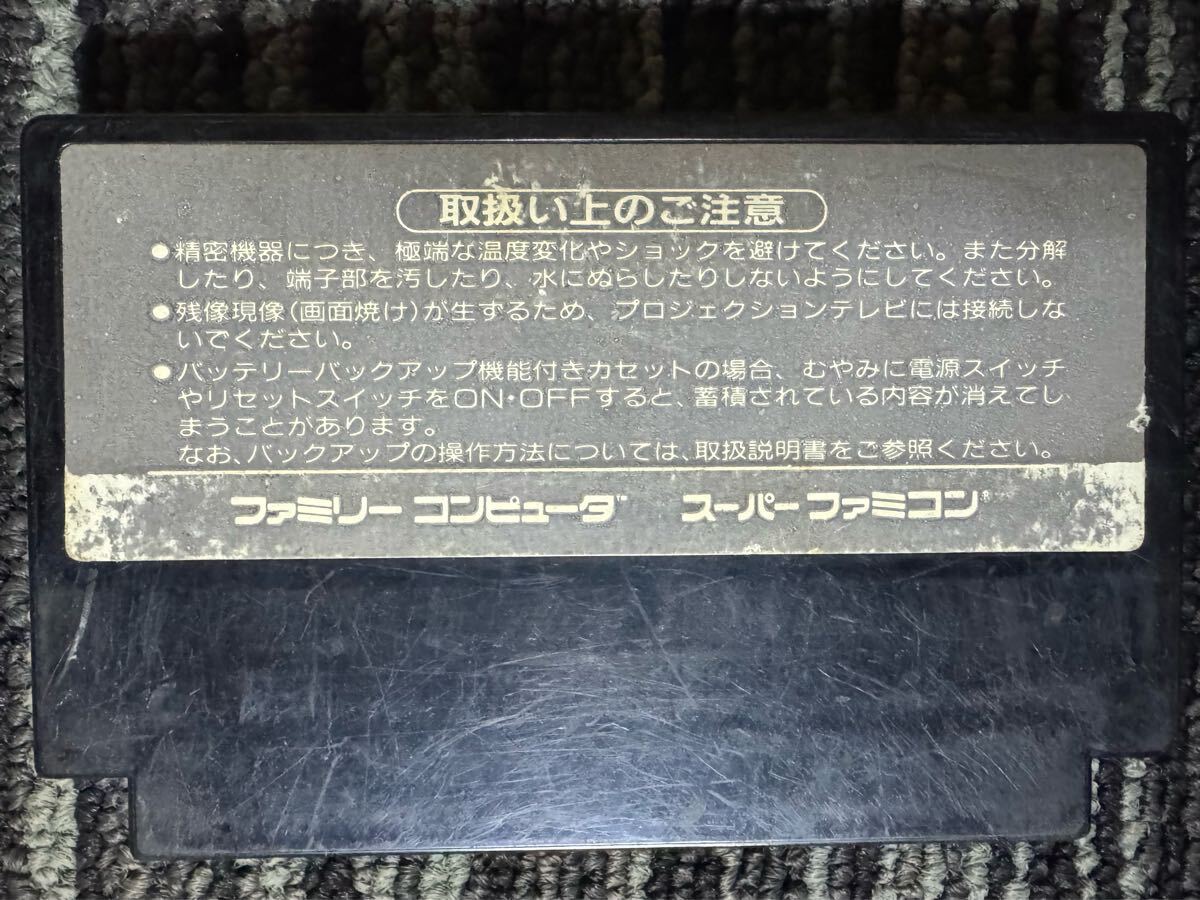 取扱い上のご注意
●精密機器につき、極端な温度変化やショックを避けてください。また分解
したり、端子部を汚したり、水にぬらしたりしないようにしてください。
●残像現像(画面焼け)が生ずるため、プロジェクションテレビには接続しな
いでください。
●バッテリーバックアップ機能付きカセットの場合、むやみに電源スイッチ
やリセットスイッチをON・OFFすると、蓄積されている内容が消えてし
まうことがあります。
なお、バックアップの操作方法については、取扱説明書をご参照ください。
ファミリーコンピュータ™ スーパーファミコン®